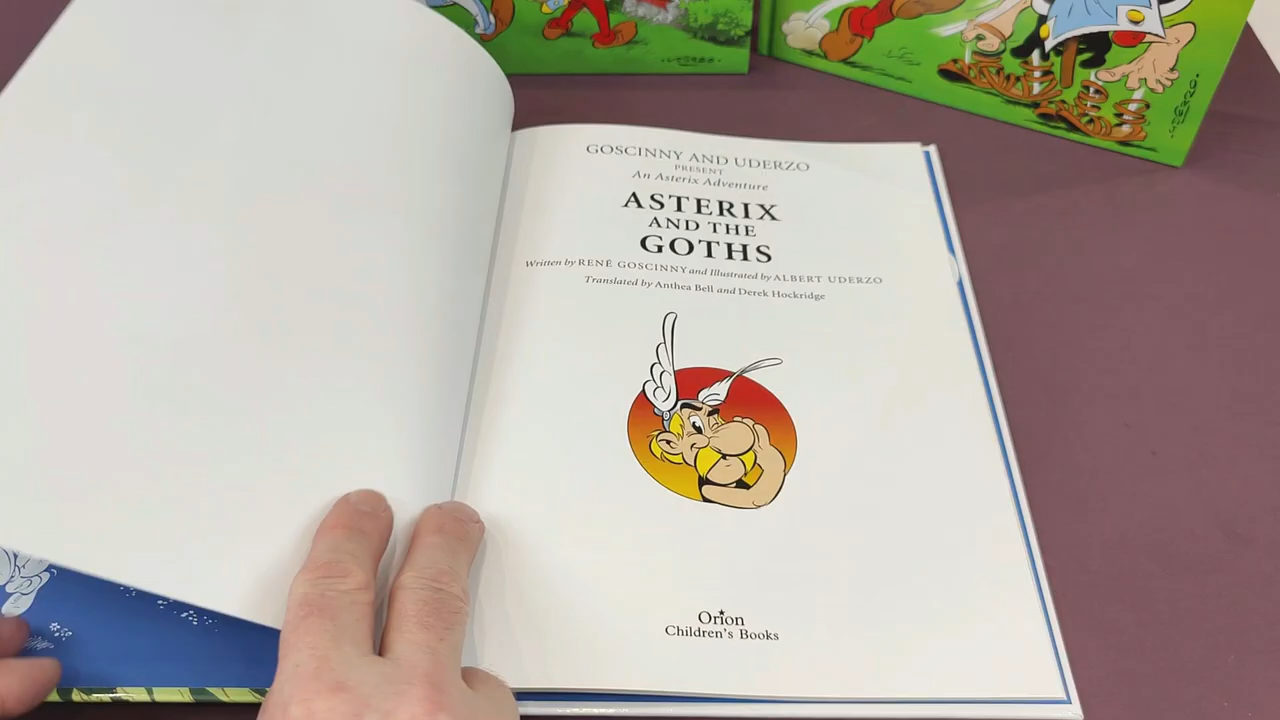 GOSCINNY AND UDERZO
PRESENT
An Asterix Adventure
ASTERIX
AND THE
GOTHS
Written by RENÉ GOSCINNY and Illustrated by ALBERT UDERZO
Translated by Anthea Bell and Derek Hockridge
Orion
Children's Books
·UDERZO·